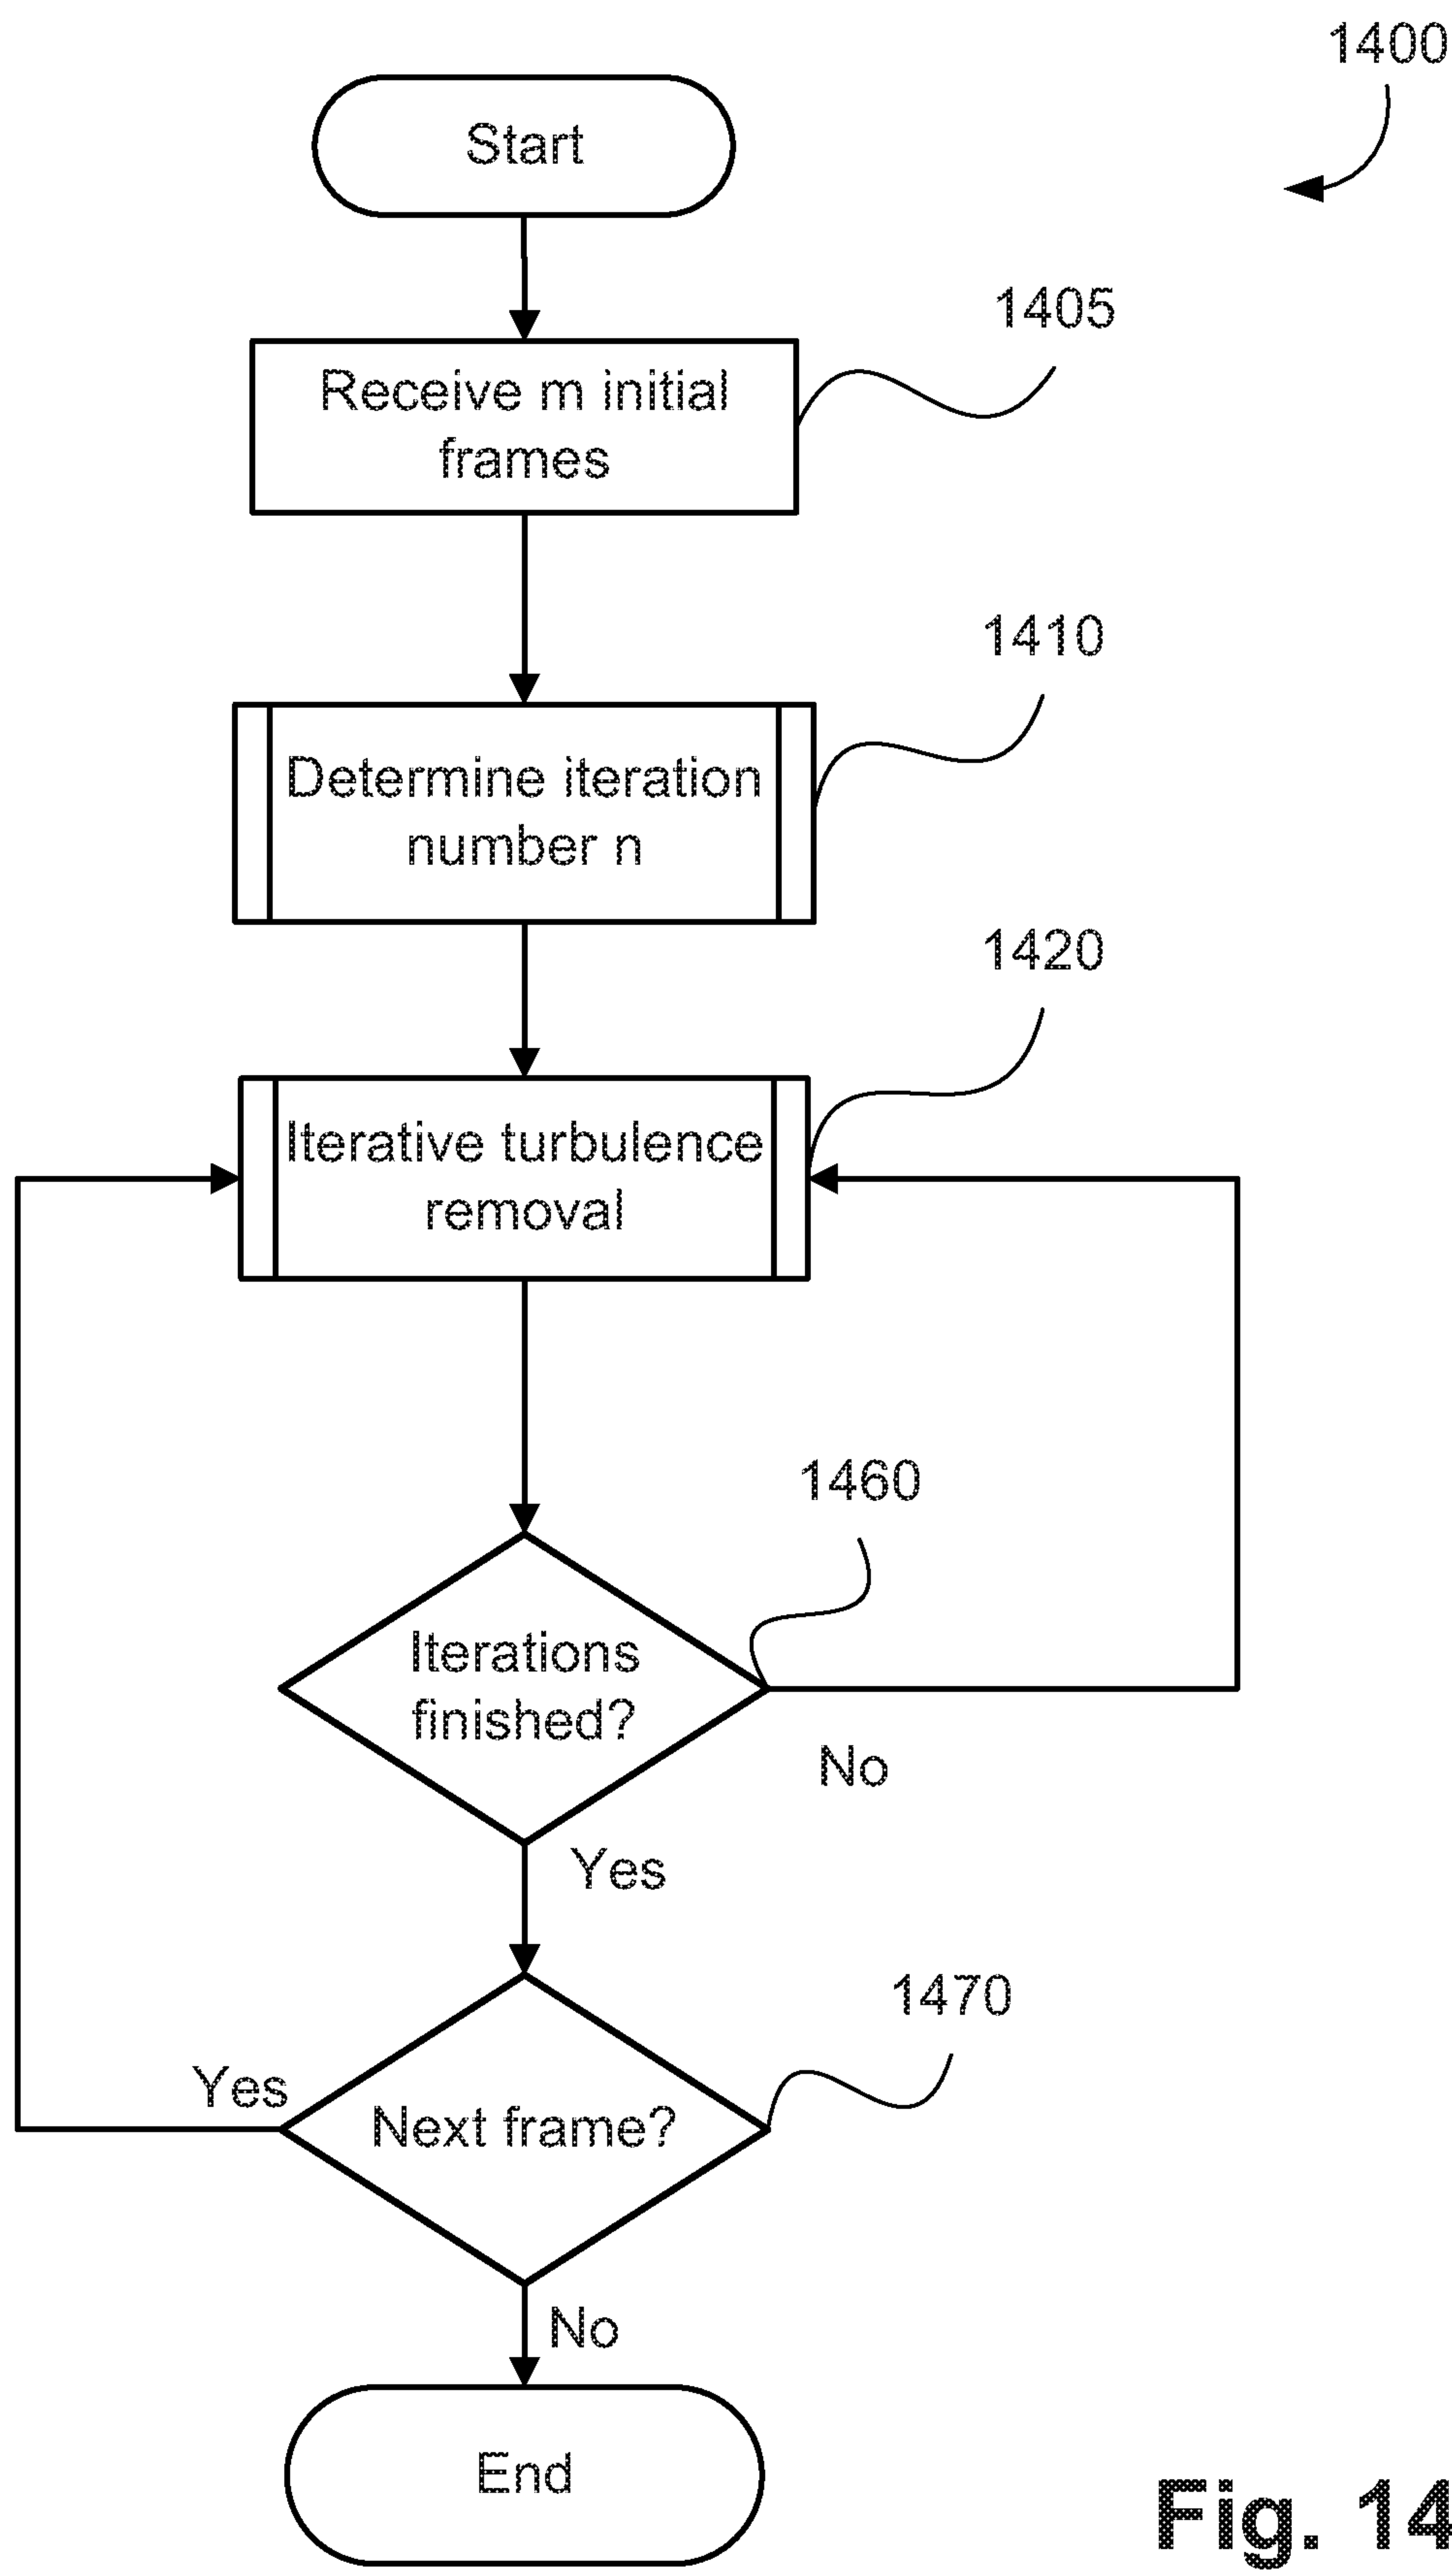 1400
Start
1405
Receive m initial
frames
1410
Determine iteration
number n
1420
Iterative turbulence
removal
1460
Iterations
finished?
No
Yes
1470
Yes
Next frame?
No
End
Fig. 14